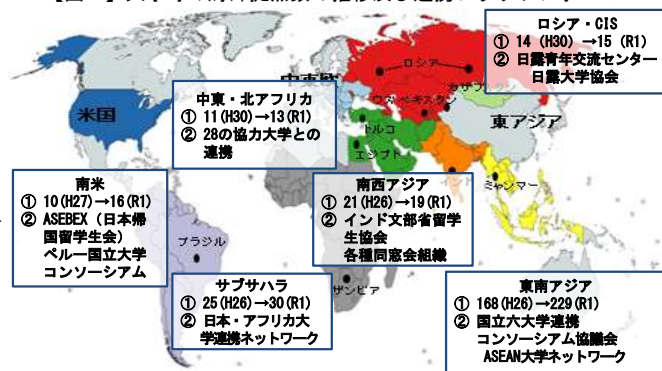 ロシア・CIS
① 14 (H30) →15 (R1)
② 日露青年交流センター
日露大学協会
ロシア
中東・北アフリカ
① 11(H30)→13(R1)
② 28の協力大学との
連携
米国
ウズベキスタン
トルコ
エジプト
東アジア
南米
① 10(H27)→16(R1)
② ASEBEX（日本帰
国留学生会）
ペルー国立大学
コンソーシアム
南西アジア
① 21(H26)→19(R1)
② インド文部省留学
生協会
各種同窓会組織
ミャンマー
ブラジル
サブサハラ
① 25(H26)→30(R1)
② 日本・アフリカ大
学連携ネットワーク
ザンビア
東南アジア
① 168(H26)→229(R1)
② 国立六大学連携
コンソーシアム協議会
ASEAN大学ネットワーク